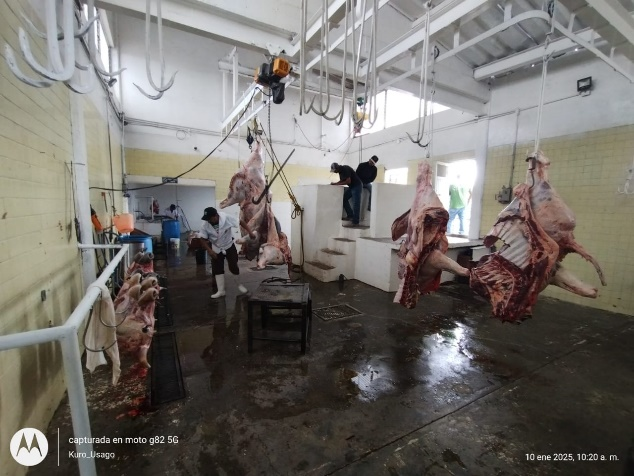 capturada en moto g82 5G
Kuro_Usago
10 ene 2025, 10:20 a. m.